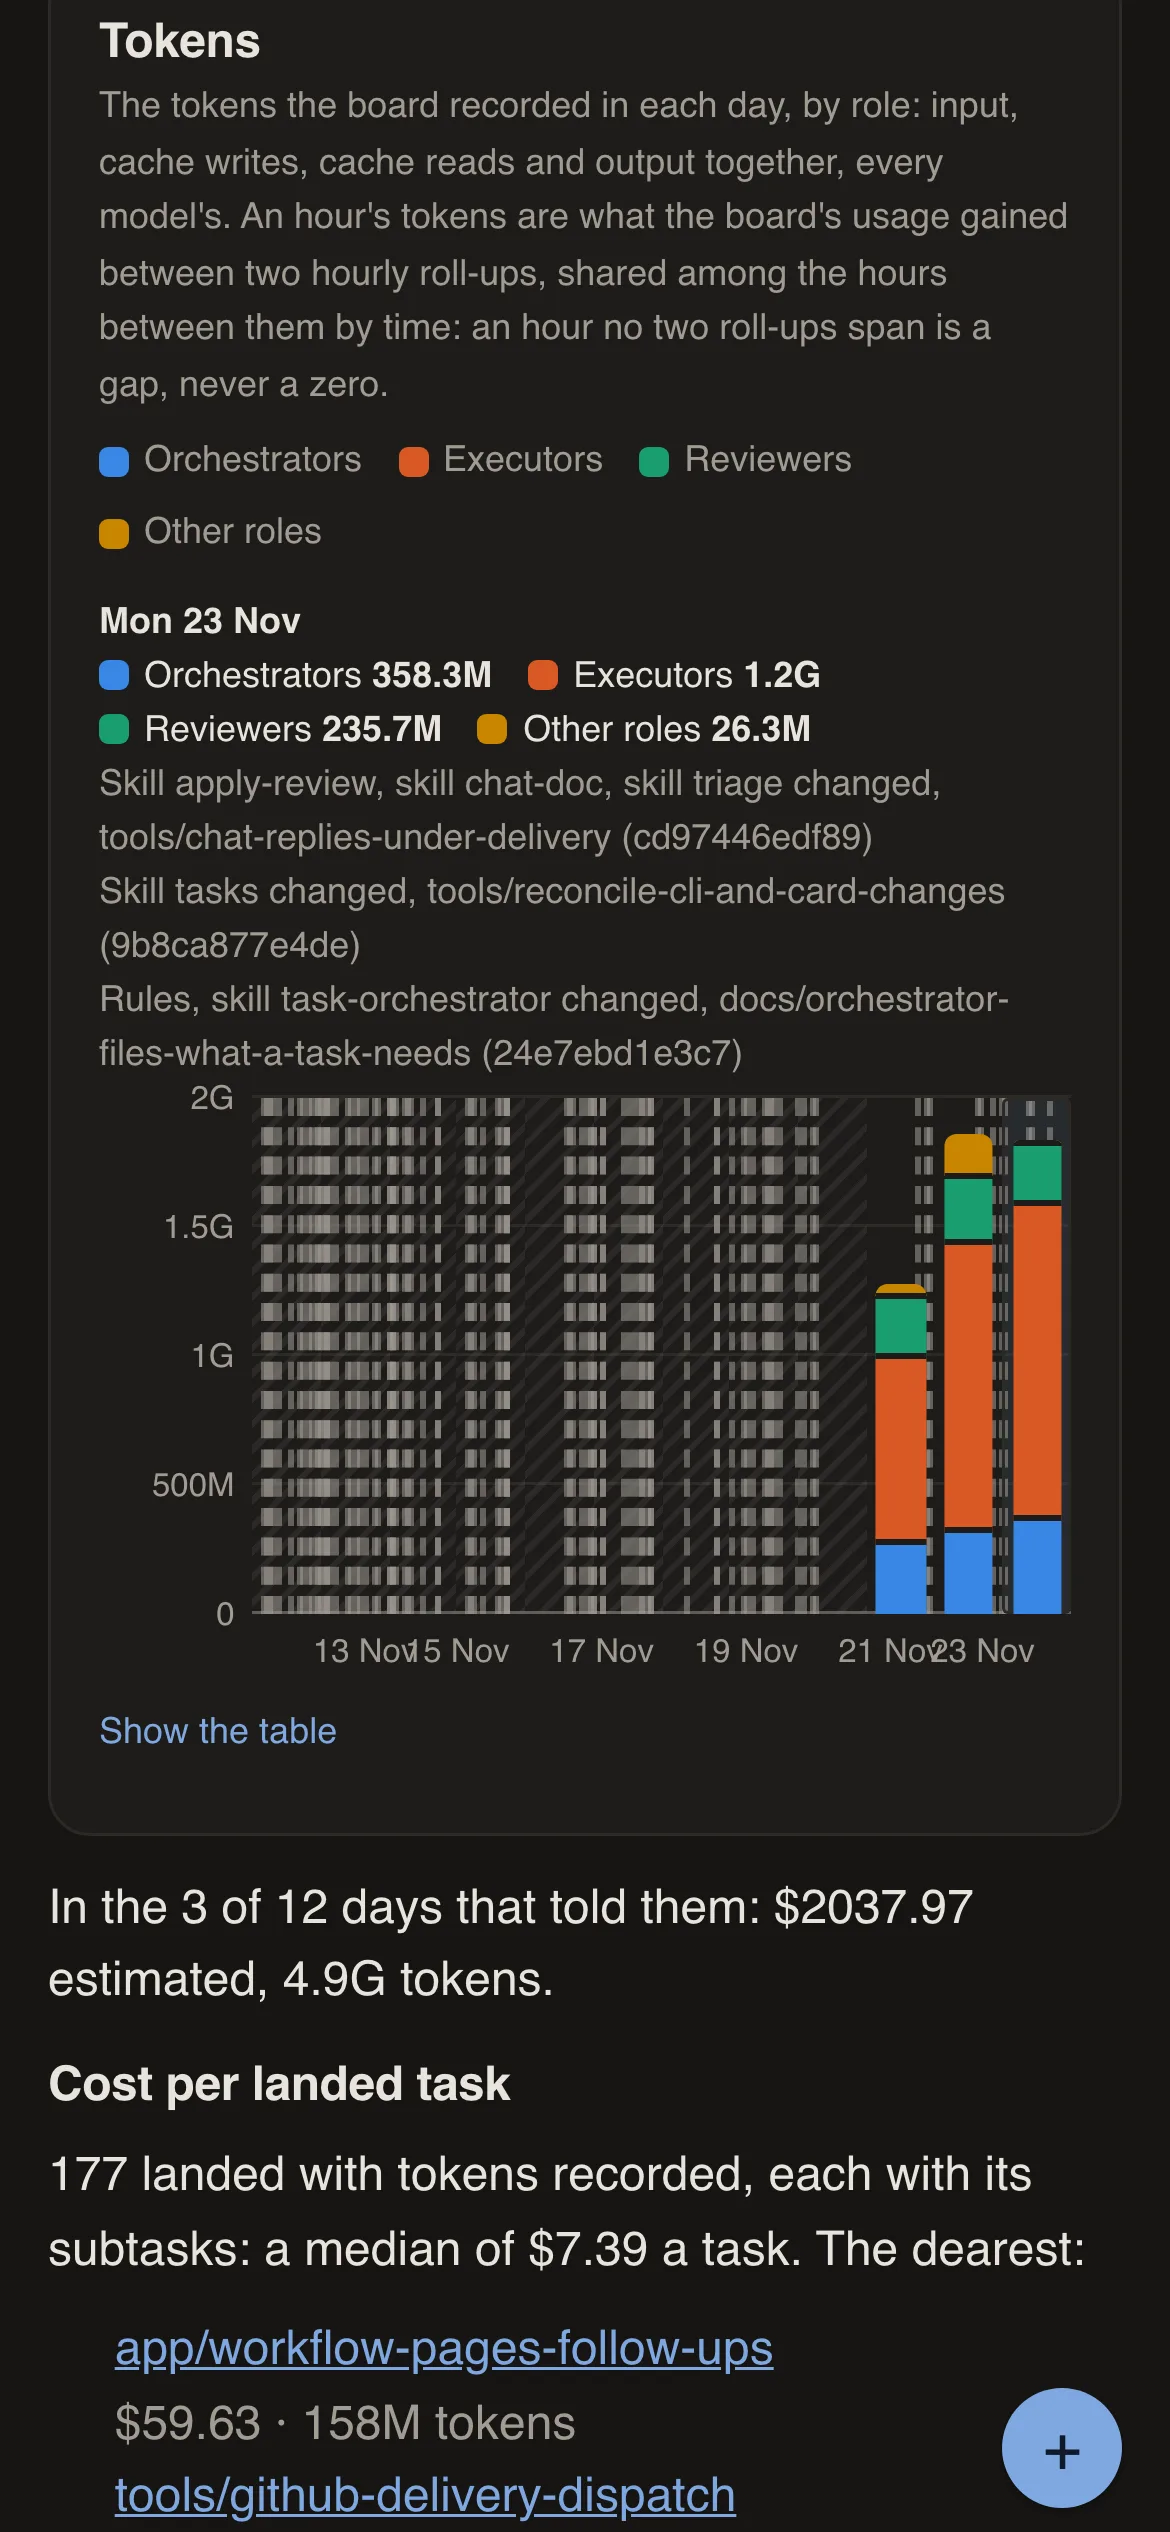 Tokens
The tokens the board recorded in each day, by role: input,
cache writes, cache reads and output together, every
model's. An hour's tokens are what the board's usage gained
between two hourly roll-ups, shared among the hours
between them by time: an hour no two roll-ups span is a
gap, never a zero.
Orchestrators Executors Reviewers
Other roles
Mon 23 Nov
Orchestrators 358.3M Executors 1.2G
Reviewers 235.7M Other roles 26.3M
Skill apply-review, skill chat-doc, skill triage changed,
tools/chat-replies-under-delivery (cd97446edf89)
Skill tasks changed, tools/reconcile-cli-and-card-changes
(9b8ca877e4de)
Rules, skill task-orchestrator changed, docs/orchestrator-
files-what-a-task-needs (24e7ebd1e3c7)
2G
1.5G
1G
500M
0
13 Nov 15 Nov 17 Nov 19 Nov 21 Nov 23 Nov
Show the table
In the 3 of 12 days that told them: $2037.97
estimated, 4.9G tokens.
Cost per landed task
177 landed with tokens recorded, each with its
subtasks: a median of $7.39 a task. The dearest:
app/workflow-pages-follow-ups
$59.63 · 158M tokens
+
tools/github-delivery-dispatch